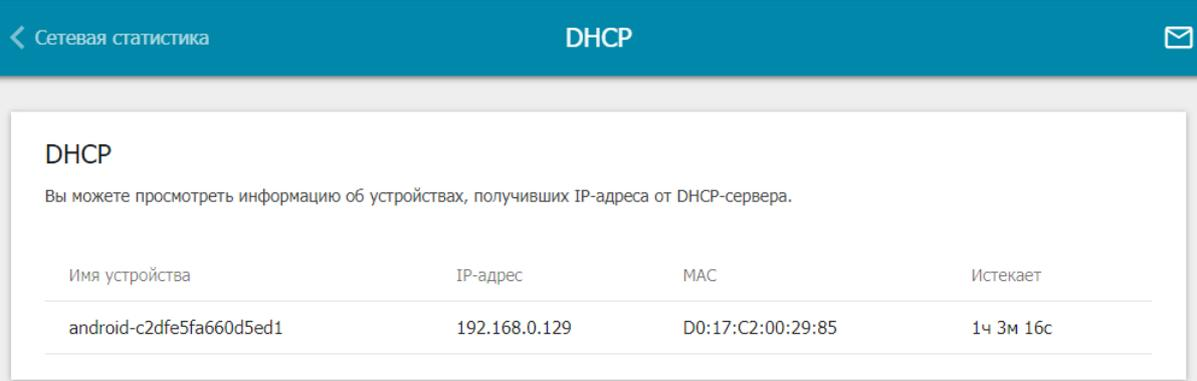 Сетевая статистика
DHCP
DHCP
Вы можете просмотреть информацию об устройствах, получивших IP-адреса от DHCP-сервера.
Имя устройства IP-адрес MAC Истекает
android-c2dfe5fa660d5ed1 192.168.0.129 D0:17:C2:00:29:85 1ч 3м 16с